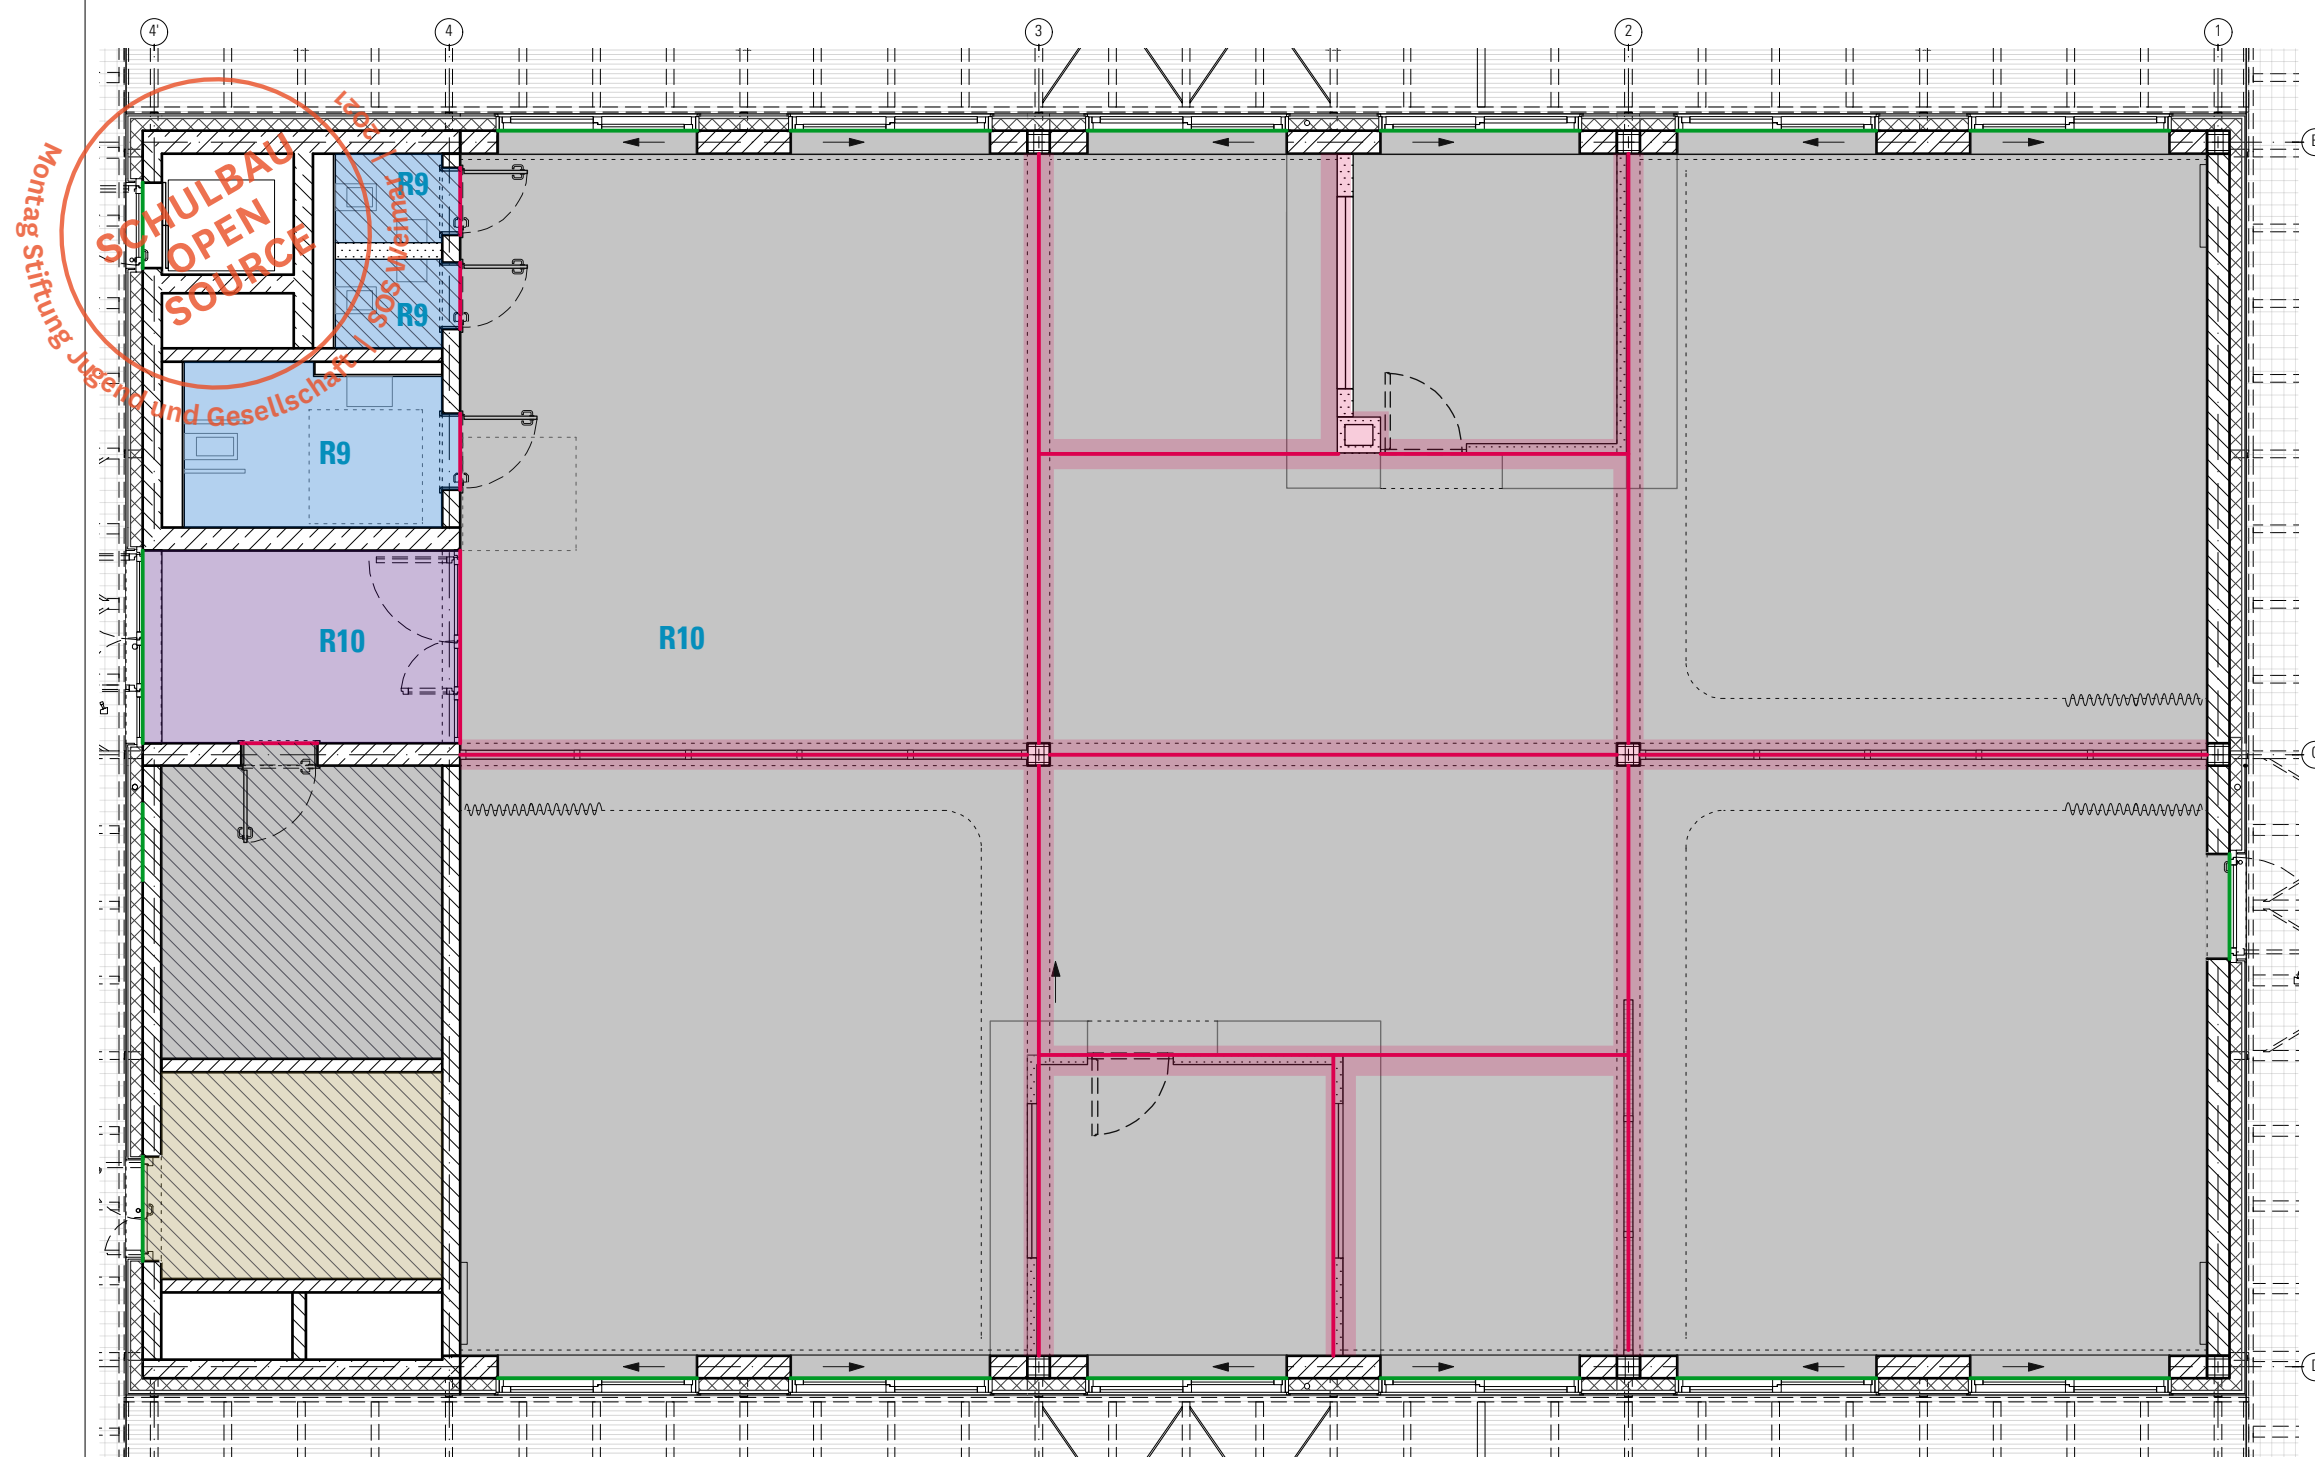 4'
4
3
2
1
SCHULBAU
OPEN
SOURCE
Montag Stiftung Jugend und Gesellschaft | SOS Weimar | 2021
R9
R9
R9
R10
R10